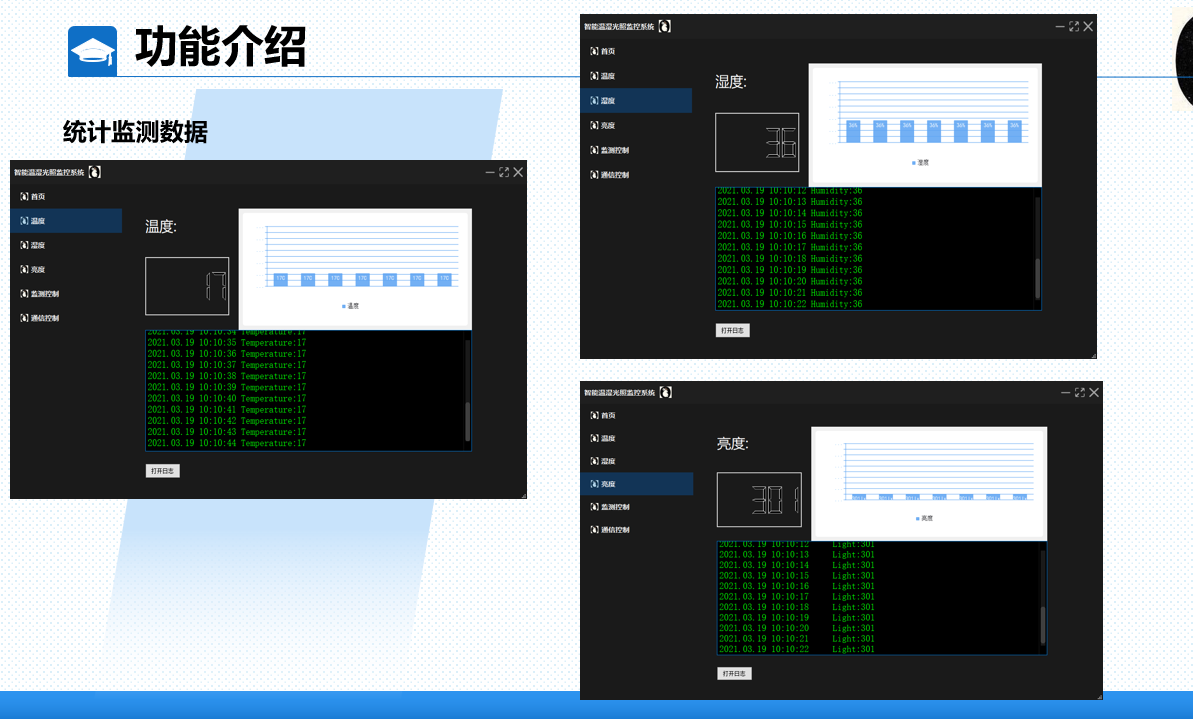 功能介绍
统计监测数据
智能温湿光照监控系统
首页
温度
湿度
亮度
监测控制
通信控制
温度:
17
17C 17C 17C 17C 17C 17C 17C
温度
2021.03.19 10:10:34 Temperature:17
2021.03.19 10:10:35 Temperature:17
2021.03.19 10:10:36 Temperature:17
2021.03.19 10:10:37 Temperature:17
2021.03.19 10:10:38 Temperature:17
2021.03.19 10:10:39 Temperature:17
2021.03.19 10:10:40 Temperature:17
2021.03.19 10:10:41 Temperature:17
2021.03.19 10:10:42 Temperature:17
2021.03.19 10:10:43 Temperature:17
2021.03.19 10:10:44 Temperature:17
打开日志
智能温湿光照监控系统
首页
温度
湿度
亮度
监测控制
通信控制
湿度:
36
36% 36% 36% 36% 36% 36% 36%
湿度
2021.03.19 10:10:12 Humidity:36
2021.03.19 10:10:13 Humidity:36
2021.03.19 10:10:14 Humidity:36
2021.03.19 10:10:15 Humidity:36
2021.03.19 10:10:16 Humidity:36
2021.03.19 10:10:17 Humidity:36
2021.03.19 10:10:18 Humidity:36
2021.03.19 10:10:19 Humidity:36
2021.03.19 10:10:20 Humidity:36
2021.03.19 10:10:21 Humidity:36
2021.03.19 10:10:22 Humidity:36
打开日志
智能温湿光照监控系统
首页
温度
湿度
亮度
监测控制
通信控制
亮度:
301
亮度
2021.03.19 10:10:12 Light:301
2021.03.19 10:10:13 Light:301
2021.03.19 10:10:14 Light:301
2021.03.19 10:10:15 Light:301
2021.03.19 10:10:16 Light:301
2021.03.19 10:10:17 Light:301
2021.03.19 10:10:18 Light:301
2021.03.19 10:10:19 Light:301
2021.03.19 10:10:20 Light:301
2021.03.19 10:10:21 Light:301
2021.03.19 10:10:22 Light:301
打开日志